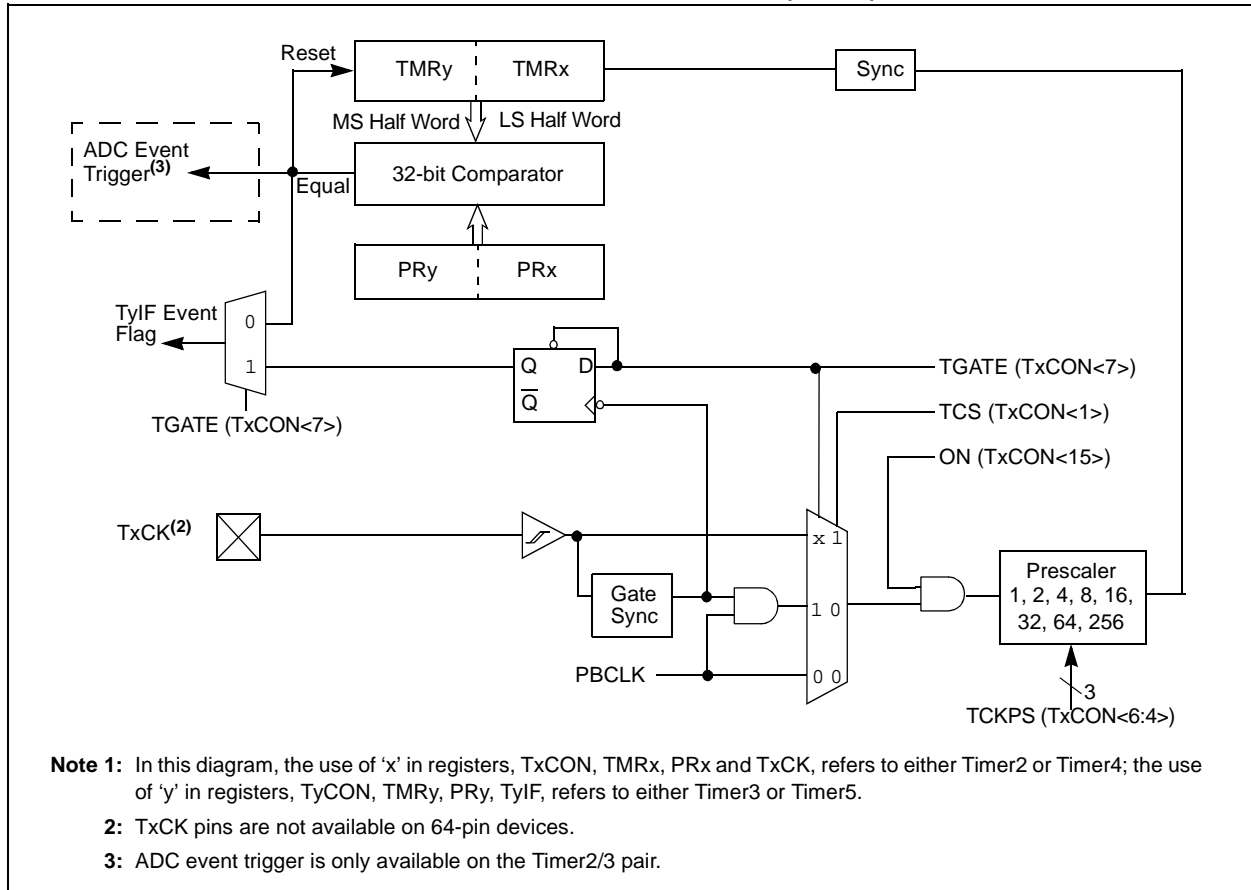 Reset
TMRy TMRx
Sync
MS Half Word LS Half Word
ADC Event
Trigger(3)
Equal
32-bit Comparator
PRy PRx
TyIF Event
Flag
0
1
TGATE (TxCON<7>)
Q D
Q
TGATE (TxCON<7>)
TCS (TxCON<1>)
ON (TxCON<15>)
TxCK(2)
x 1
Gate
Sync
1 0
PBCLK
0 0
Prescaler
1, 2, 4, 8, 16,
32, 64, 256
3
TCKPS (TxCON<6:4>)
Note 1: In this diagram, the use of ‘x’ in registers, TxCON, TMRx, PRx and TxCK, refers to either Timer2 or Timer4; the use
of ‘y’ in registers, TyCON, TMRy, PRy, TyIF, refers to either Timer3 or Timer5.
2: TxCK pins are not available on 64-pin devices.
3: ADC event trigger is only available on the Timer2/3 pair.